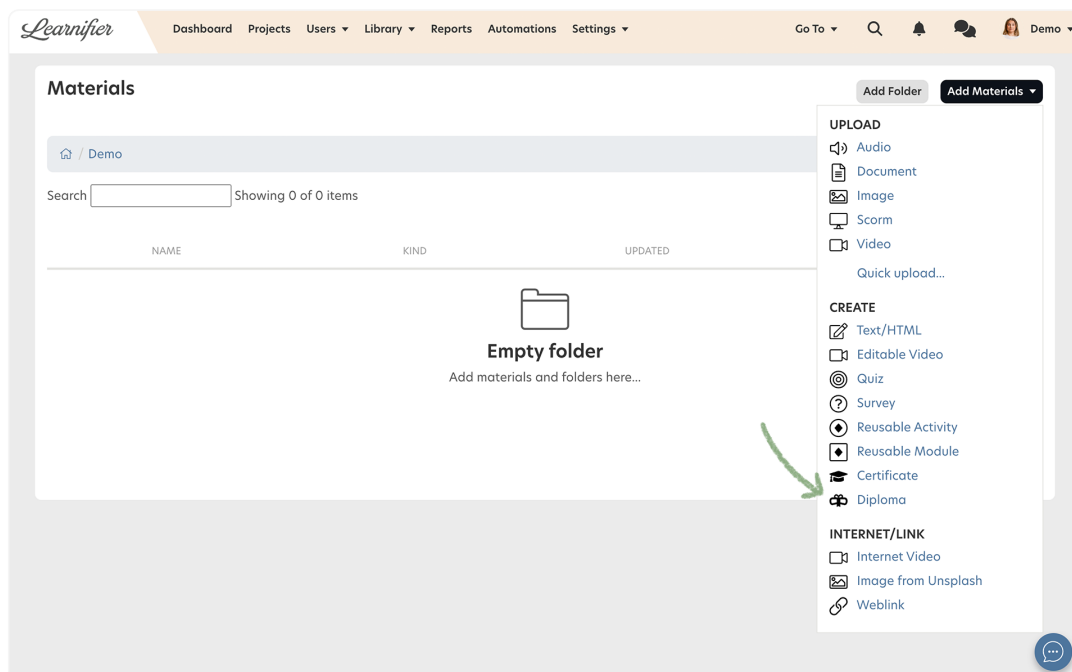 Learnifier Dashboard Projects Users Library Reports Automations Settings Go To Demo
Materials
Add Folder Add Materials
/ Demo
Search Showing 0 of 0 items
NAME KIND UPDATED
Empty folder
Add materials and folders here...
UPLOAD
Audio
Document
Image
Scorm
Video
Quick upload...
CREATE
Text/HTML
Editable Video
Quiz
Survey
Reusable Activity
Reusable Module
Certificate
Diploma
INTERNET/LINK
Internet Video
Image from Unsplash
Weblink